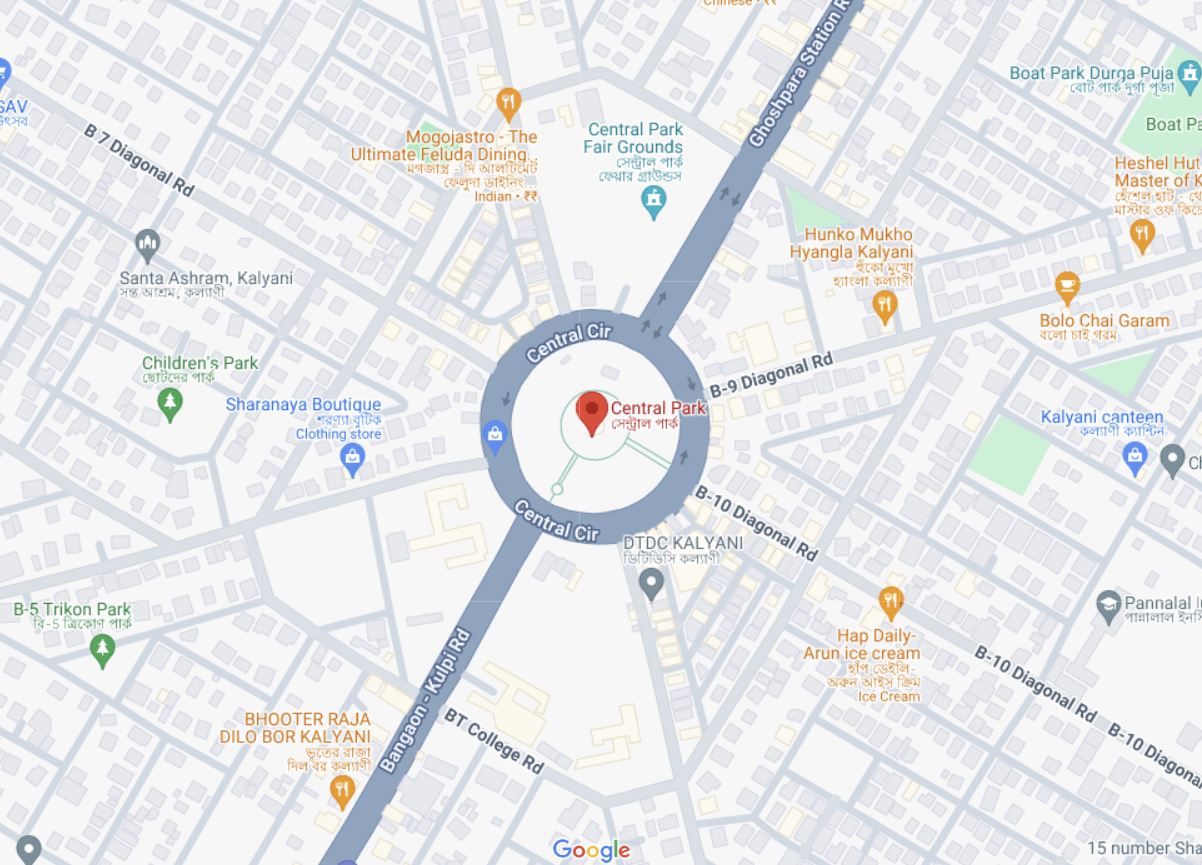 Chinese • ₹₹
Ghoshpara Station R
Boat Park Durga Puja
বোট পার্ক দুর্গা পূজা
SAV
উৎসব
B 7 Diagonal Rd
Mogojastro - The
Ultimate Feluda Dining...
মগজাস্ত্র - দি আলটিমেট
ফেলুদা ডাইনিং...
Indian • ₹₹
Central Park
Fair Grounds
সেন্ট্রাল পার্ক
ফেয়ার গ্রাউন্ডস
Boat Pa
Heshel Hut
Master of K
হেঁশেল হাট - থে
মাস্টার ওফ কিচে
Hunko Mukho
Hyangla Kalyani
হুঁকো মুখো
হ্যাংলা কল্যাণী
Santa Ashram, Kalyani
সন্ত আশ্রম, কল্যাণী
Bolo Chai Garam
বলো চাই গরম
Central Cir
Children's Park
ছোটদের পার্ক
B-9 Diagonal Rd
Sharanaya Boutique
শরণ্যা বুটিক
Clothing store
Central Park
সেন্ট্রাল পার্ক
Kalyani canteen
কল্যাণী ক্যান্টিন
Ch
B-10 Diagonal Rd
Central Cir
DTDC KALYANI
ডিটিডিসি কল্যাণী
B-5 Trikon Park
বি-5 ত্রিকোণ পার্ক
Pannalal I
পান্নালাল ইনস্টি
Hap Daily-
Arun ice cream
হাঁপ ডেইলি-
অরুন আইস ক্রিম
Ice Cream
B-10 Diagonal Rd
B-10 Diagona
Bangaon - Kulpi Rd
BT College Rd
BHOOTER RAJA
DILO BOR KALYANI
ভূতের রাজা
দিল বর কল্যাণী
Google
15 number Sha